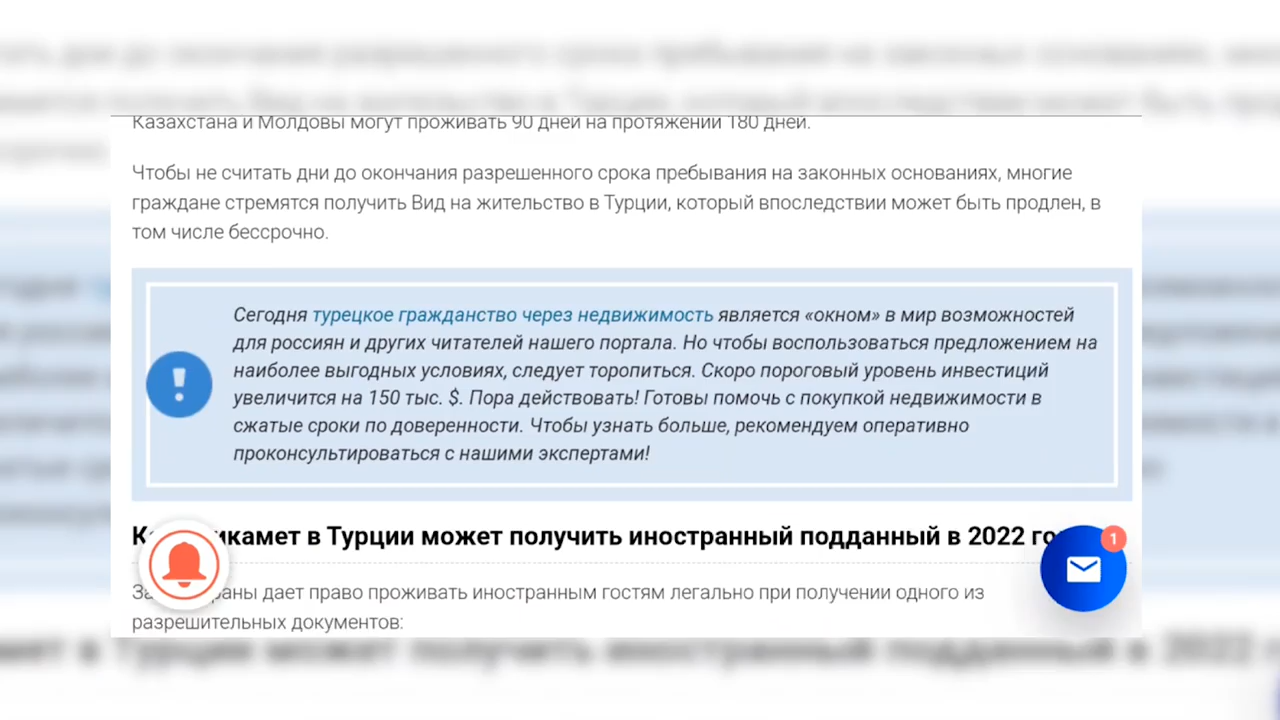 Казахстана и Молдовы могут проживать 90 дней на протяжении 180 дней.
Чтобы не считать дни до окончания разрешенного срока пребывания на законных основаниях, многие
граждане стремятся получить Вид на жительство в Турции, который впоследствии может быть продлен, в
том числе бессрочно.
Сегодня турецкое гражданство через недвижимость является «окном» в мир возможностей
для россиян и других читателей нашего портала. Но чтобы воспользоваться предложением на
наиболее выгодных условиях, следует торопиться. Скоро пороговый уровень инвестиций
увеличится на 150 тыс. $. Пора действовать! Готовы помочь с покупкой недвижимости в
сжатые сроки по доверенности. Чтобы узнать больше, рекомендуем оперативно
проконсультироваться с нашими экспертами!
в Турции может получить иностранный подданный в 2022
1
дает право проживать иностранным гостям легально при получении одного из
разрешительных документов: